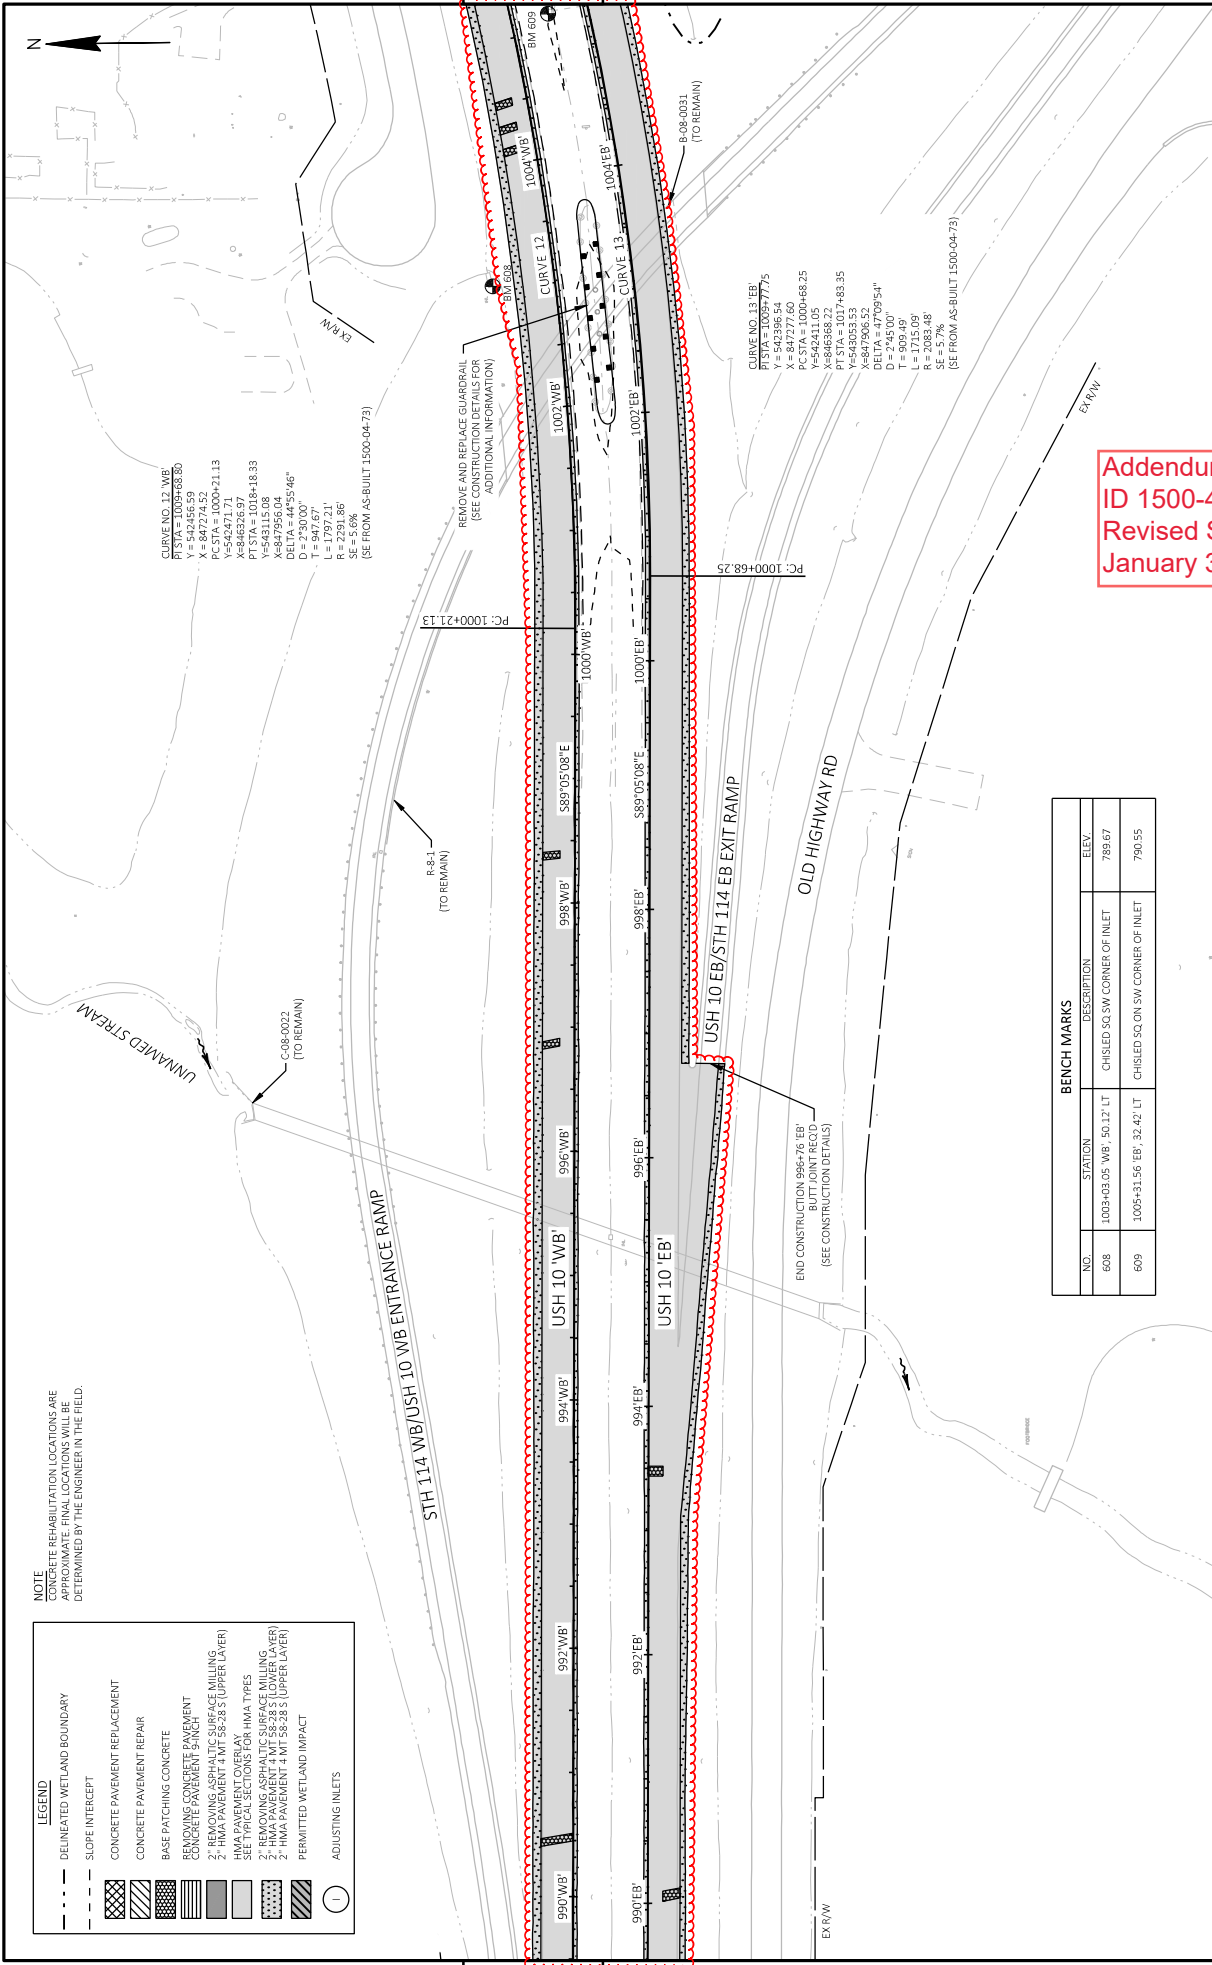 N
NOTE
CONCRETE REHABILITATION LOCATIONS ARE
APPROXIMATE. FINAL LOCATIONS WILL BE
DETERMINED BY THE ENGINEER IN THE FIELD.
LEGEND
DELINEATED WETLAND BOUNDARY
SLOPE INTERCEPT
CONCRETE PAVEMENT REPLACEMENT
CONCRETE PAVEMENT REPAIR
BASE PATCHING CONCRETE
REMOVING CONCRETE PAVEMENT
CONCRETE PAVEMENT 9-INCH
2" REMOVING ASPHALTIC SURFACE MILLING
2" HMA PAVEMENT 4 MT 58-28 S (UPPER LAYER)
HMA PAVEMENT OVERLAY
SEE TYPICAL SECTIONS FOR HMA TYPES
2" REMOVING ASPHALTIC SURFACE MILLING
2" HMA PAVEMENT 4 MT 58-28 S (LOWER LAYER)
2" HMA PAVEMENT 4 MT 58-28 S (UPPER LAYER)
PERMITTED WETLAND IMPACT
I
ADJUSTING INLETS
UNNAMED STREAM
C-08-0022
(TO REMAIN)
R-8-1
(TO REMAIN)
STH 114 WB/USH 10 WB ENTRANCE RAMP
CURVE NO. 12 'WB'
PI STA = 1009+68.80
Y = 542456.59
X = 847274.52
PC STA = 1000+21.13
Y=542471.71
X=846326.97
PT STA = 1018+18.33
Y=543115.08
X=847956.04
DELTA = 44°55'46"
D = 2°30'00"
T = 947.67'
L = 1797.21'
R = 2291.86'
SE = 5.6%
(SE FROM AS-BUILT 1500-04-73)
EX R/W
REMOVE AND REPLACE GUARDRAIL
(SEE CONSTRUCTION DETAILS FOR
ADDITIONAL INFORMATION)
PC: 1000+21.13
BM 608
BM 609
990'WB'
992'WB'
994'WB'
USH 10 'WB'
996'WB'
998'WB'
S89°05'08"E
1000'WB'
1002'WB'
CURVE 12
1004'WB'
990'EB'
992'EB'
994'EB'
USH 10 'EB'
996'EB'
998'EB'
S89°05'08"E
1000'EB'
1002'EB'
CURVE 13
1004'EB'
PC: 1000+68.25
B-08-0031
(TO REMAIN)
USH 10 EB/STH 114 EB EXIT RAMP
OLD HIGHWAY RD
END CONSTRUCTION 996+76 'EB'
BUTT JOINT REQ'D
(SEE CONSTRUCTION DETAILS)
CURVE NO. 13 'EB'
PI STA = 1009+77.75
Y = 542396.54
X = 847277.60
PC STA = 1000+68.25
Y=542411.05
X=846368.22
PT STA = 1017+83.35
Y=543053.53
X=847906.52
DELTA = 47°09'54"
D = 2°45'00"
T = 909.49'
L = 1715.09'
R = 2083.48'
SE = 5.7%
(SE FROM AS-BUILT 1500-04-73)
EX R/W
EX R/W
BENCH MARKS
NO. STATION DESCRIPTION ELEV.
608 1003+03.05 'WB', 50.12' LT CHISLED SQ SW CORNER OF INLET 789.67
609 1005+31.56 'EB', 32.42' LT CHISLED SQ ON SW CORNER OF INLET 790.55
Addendu
ID 1500-4
Revised S
January 3